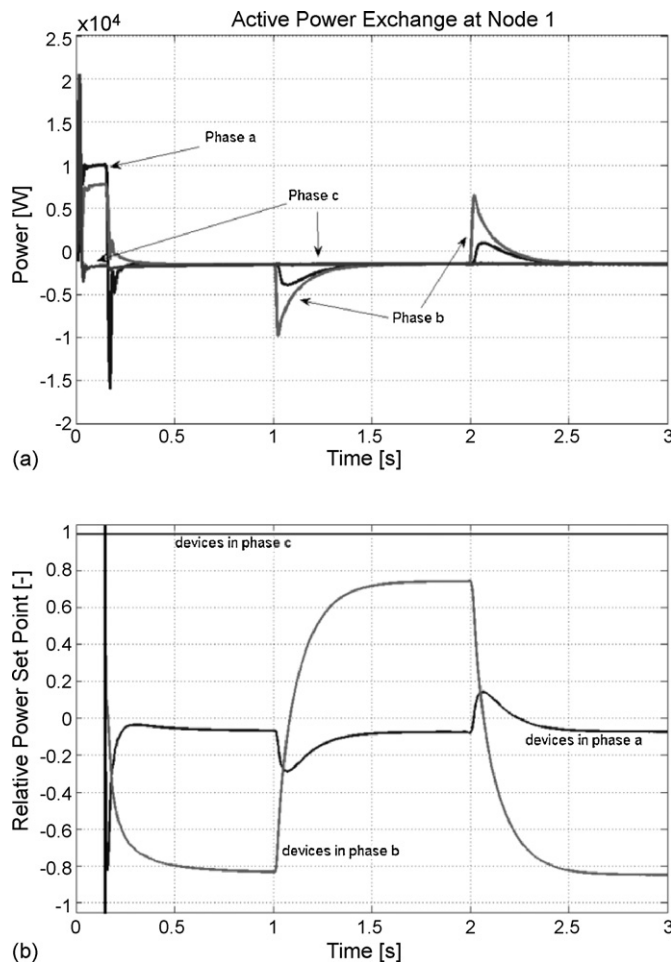 Active Power Exchange at Node 1
x10⁴
2.5
2
1.5
1
0.5
0
-0.5
-1
-1.5
-2
Power [W]
Phase a
Phase c
Phase b
0 0.5 1 1.5 2 2.5 3
(a)
Time [s]
1
0.8
0.6
0.4
0.2
0
-0.2
-0.4
-0.6
-0.8
-1
Relative Power Set Point [-]
devices in phase c
devices in phase a
devices in phase b
0 0.5 1 1.5 2 2.5 3
(b)
Time [s]